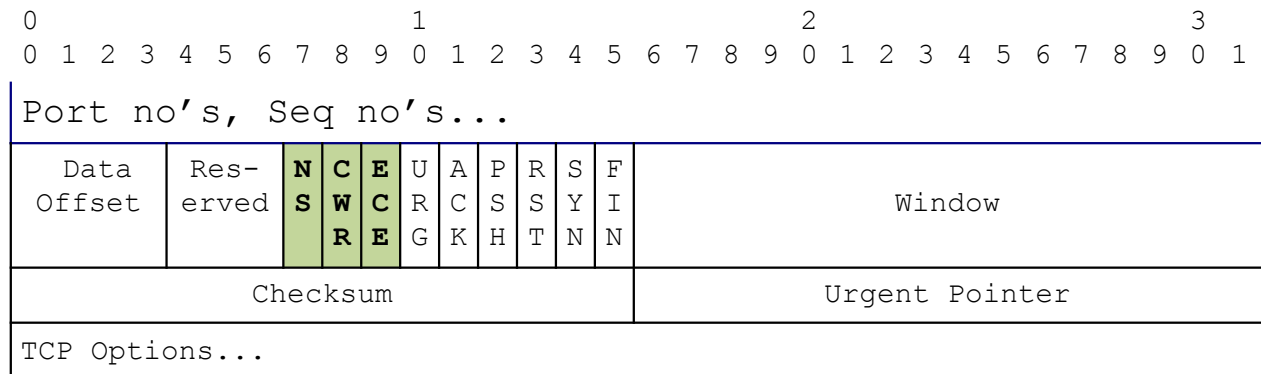 0 1 2 3
0 1 2 3 4 5 6 7 8 9 0 1 2 3 4 5 6 7 8 9 0 1 2 3 4 5 6 7 8 9 0 1
Port no's, Seq no's...
Data Res- N C E U A P R S F
Offset erved S W C R C S S Y I Window
R E G K H T N N
Checksum Urgent Pointer
TCP Options...